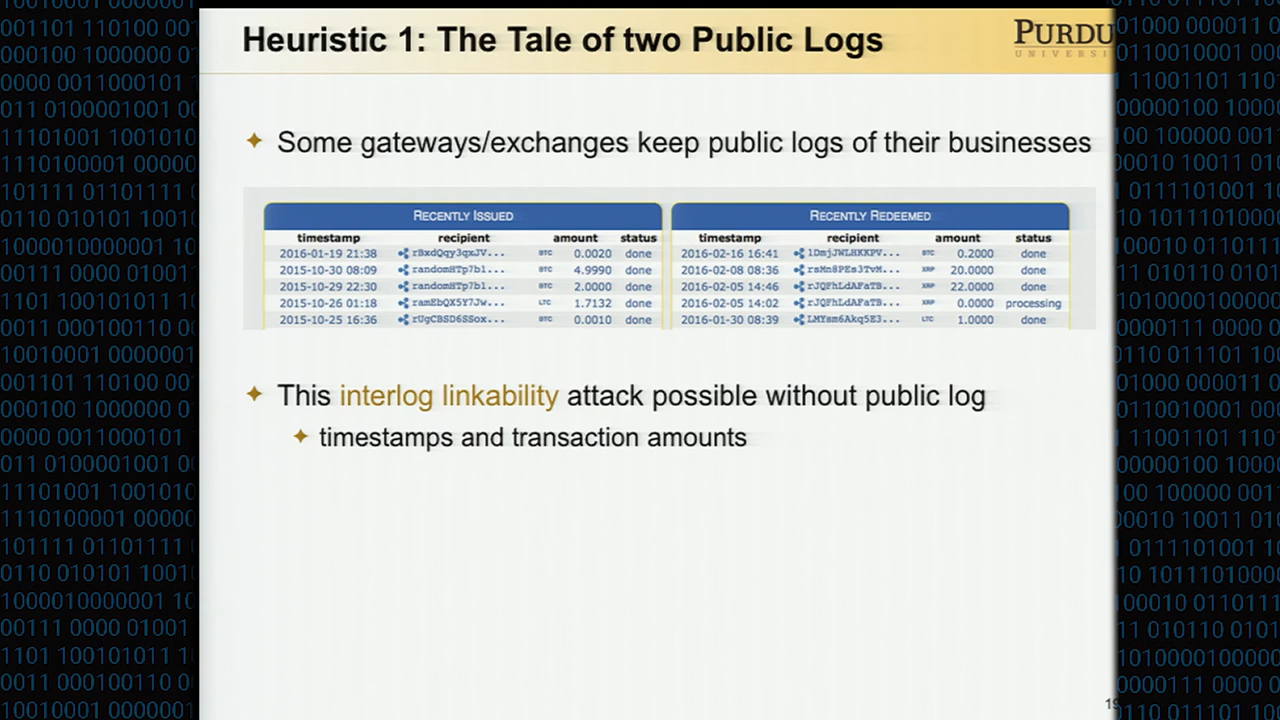 Heuristic 1: The Tale of two Public Logs
PURDU
✦ Some gateways/exchanges keep public logs of their businesses
RECENTLY ISSUED
timestamp recipient amount status
2016-01-19 21:38 rBxdQqy3qxJV... BTC 0.0020 done
2015-10-30 08:09 randomHTp7bl... BTC 4.9990 done
2015-10-29 22:30 randomHTp7bl... BTC 2.0000 done
2015-10-26 01:18 ramEbQX5Y7Jw... LTC 1.7132 done
2015-10-25 16:36 rUgCBSD6SSox... BTC 0.0010 done
RECENTLY REDEEMED
timestamp recipient amount status
2016-02-16 16:41 1DmjJWLHKKPV... BTC 0.2000 done
2016-02-08 08:36 rsMn8PEs3TvM... XRP 20.0000 done
2016-02-05 14:46 rJQFhLdAFaTB... XRP 22.0000 done
2016-02-05 14:02 rJQFhLdAFaTB... XRP 0.0000 processing
2016-01-30 08:39 LMYsm6Akq5E3... LTC 1.0000 done
✦ This interlog linkability attack possible without public log
✦ timestamps and transaction amounts